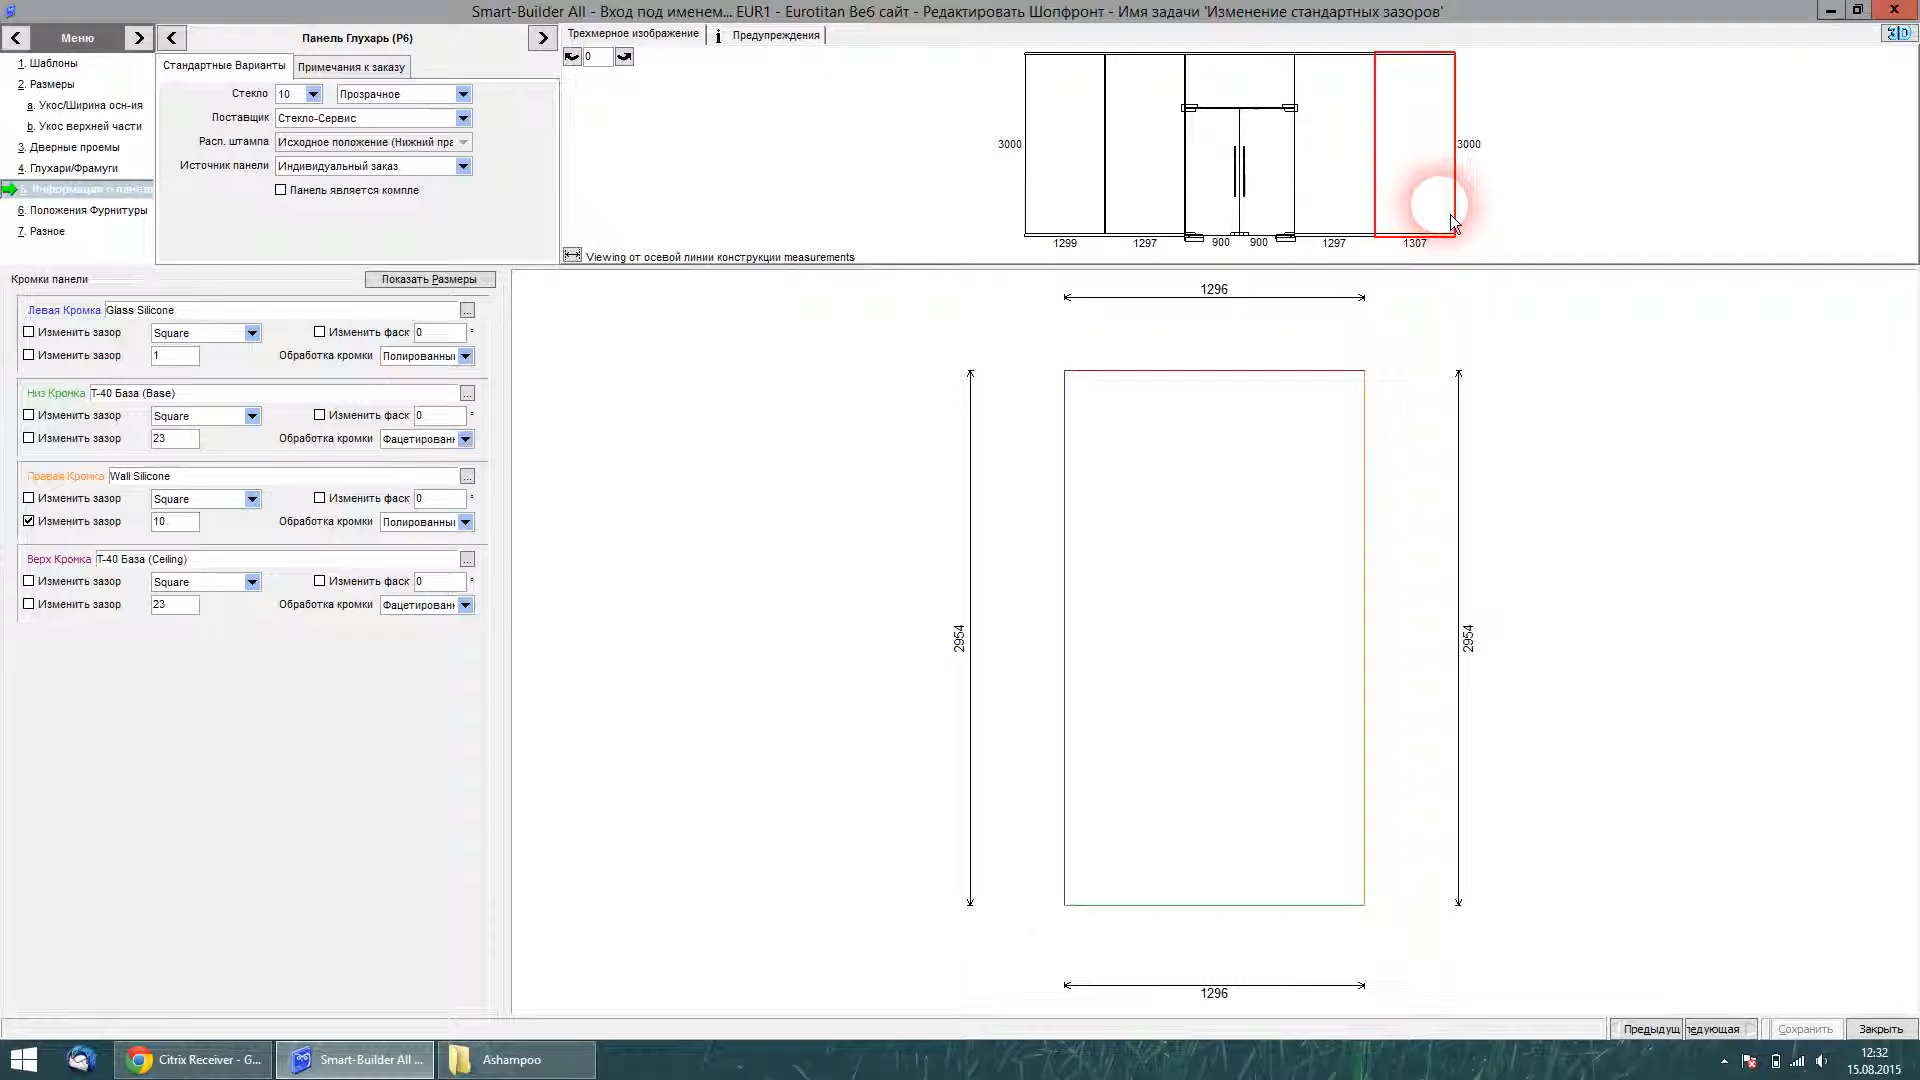 Smart-Builder All - Вход под именем... EUR1 - Eurotitan Веб сайт - Редактировать Шопфронт - Имя задачи 'Изменение стандартных зазоров'
Меню
Панель Глухарь (P6)
Трехмерное изображение
Предупреждения
3D
1. Шаблоны
2. Размеры
a. Укос/Ширина осн-ия
b. Укос верхней части
3. Дверные проемы
4. Глухари/Фрамуги
5. Информация о панели
6. Положения Фурнитуры
7. Разное
Стандартные Варианты
Примечания к заказу
Стекло 10 Прозрачное
Поставщик Стекло-Сервис
Расп. штампа Исходное положение (Нижний пра
Источник панели Индивидуальный заказ
Панель является компле
0
3000
3000
1299 1297 900 900 1297 1307
Viewing от осевой линии конструкции measurements
Кромки панели
Показать Размеры
Левая Кромка Glass Silicone ...
Изменить зазор Square Изменить фаск 0 °
Изменить зазор 1 Обработка кромки Полированны
Низ Кромка T-40 База (Base) ...
Изменить зазор Square Изменить фаск 0 °
Изменить зазор 23 Обработка кромки Фацетирован
Правая Кромка Wall Silicone ...
Изменить зазор Square Изменить фаск 0 °
Изменить зазор 10 Обработка кромки Полированны
Верх Кромка T-40 База (Ceiling) ...
Изменить зазор Square Изменить фаск 0 °
Изменить зазор 23 Обработка кромки Фацетирован
1296
2954
2954
1296
Предыдущ
едующая
Сохранить
Закрыть
Citrix Receiver - G...
Smart-Builder All ...
Ashampoo
12:32
15.08.2015